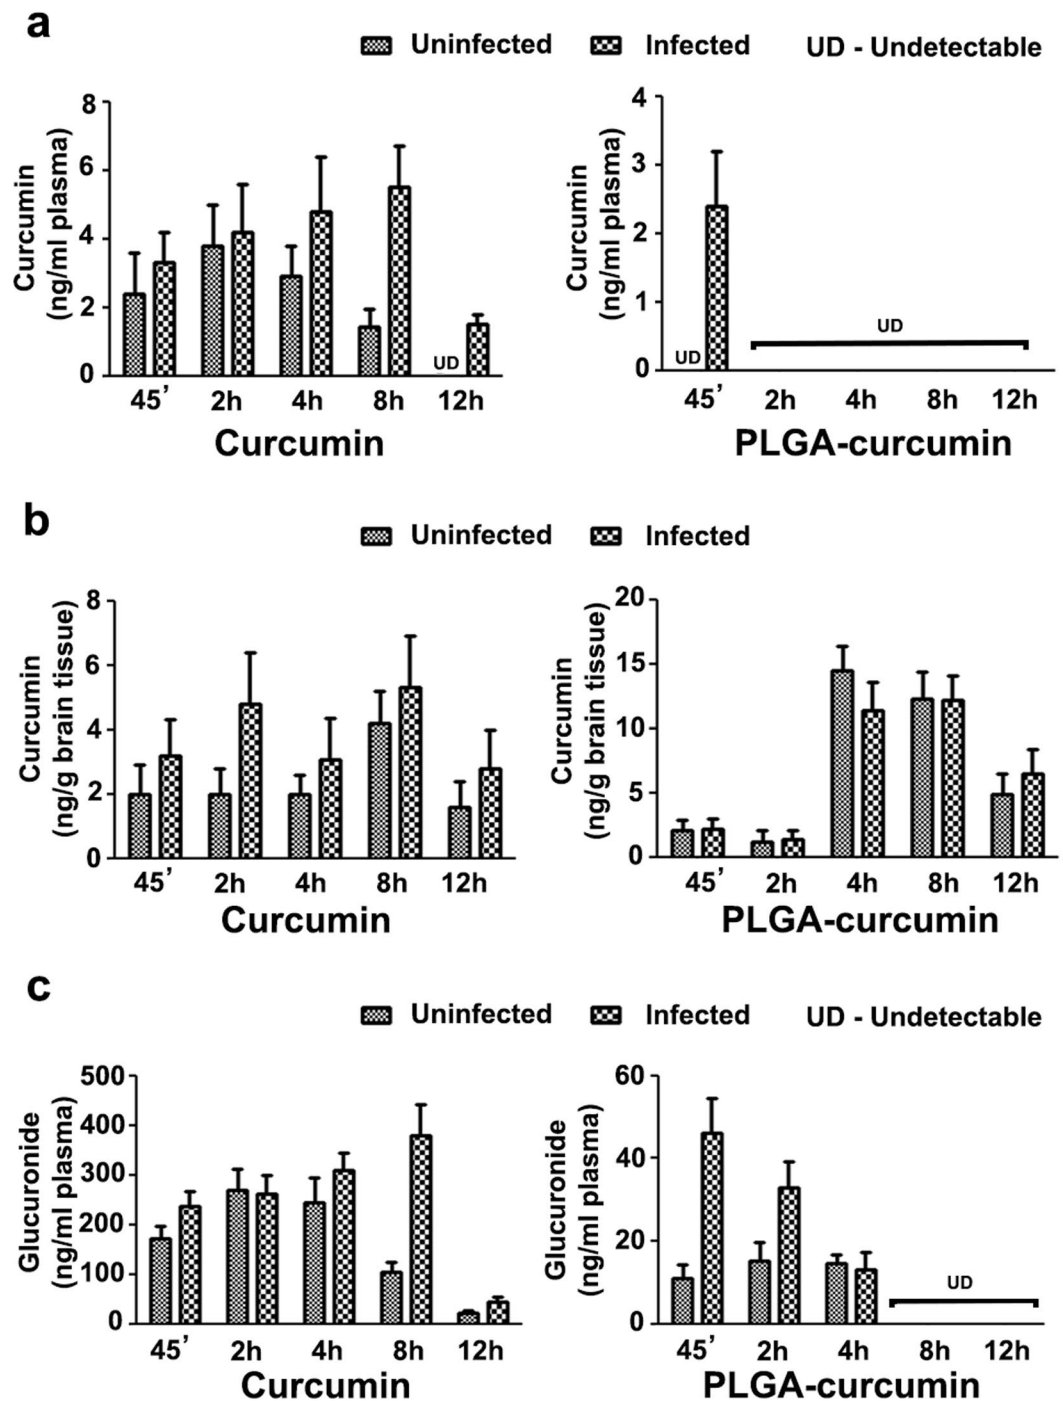 a
Uninfected Infected UD - Undetectable
Curcumin
(ng/ml plasma)
8
6
4
2
0
UD
45’ 2h 4h 8h 12h
Curcumin
Curcumin
(ng/ml plasma)
4
3
2
1
0
UD
UD
45’ 2h 4h 8h 12h
PLGA-curcumin
b
Uninfected Infected
Curcumin
(ng/g brain tissue)
8
6
4
2
0
45’ 2h 4h 8h 12h
Curcumin
Curcumin
(ng/g brain tissue)
20
15
10
5
0
45’ 2h 4h 8h 12h
PLGA-curcumin
c
Uninfected Infected UD - Undetectable
Glucuronide
(ng/ml plasma)
500
400
300
200
100
0
45’ 2h 4h 8h 12h
Curcumin
Glucuronide
(ng/ml plasma)
60
40
20
0
UD
45’ 2h 4h 8h 12h
PLGA-curcumin